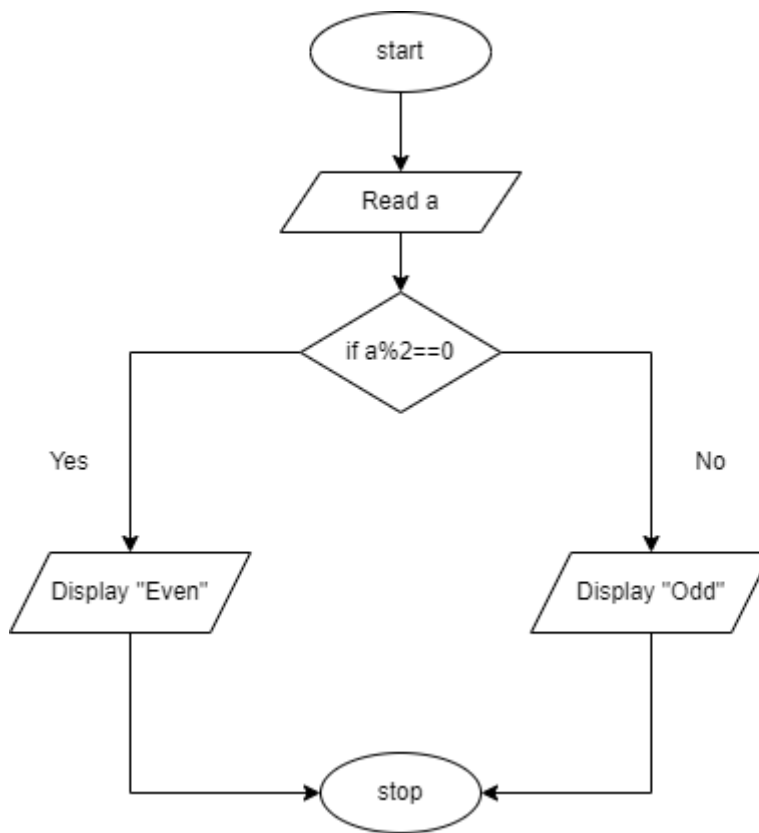 start
Read a
if a%2==0
Yes
No
Display "Even"
Display "Odd"
stop